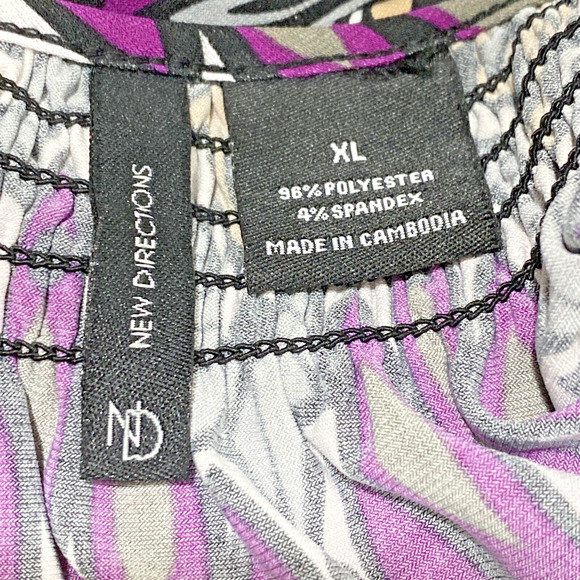 NEW DIRECTIONS
ND
XL
96% POLYESTER
4% SPANDEX
MADE IN CAMBODIA